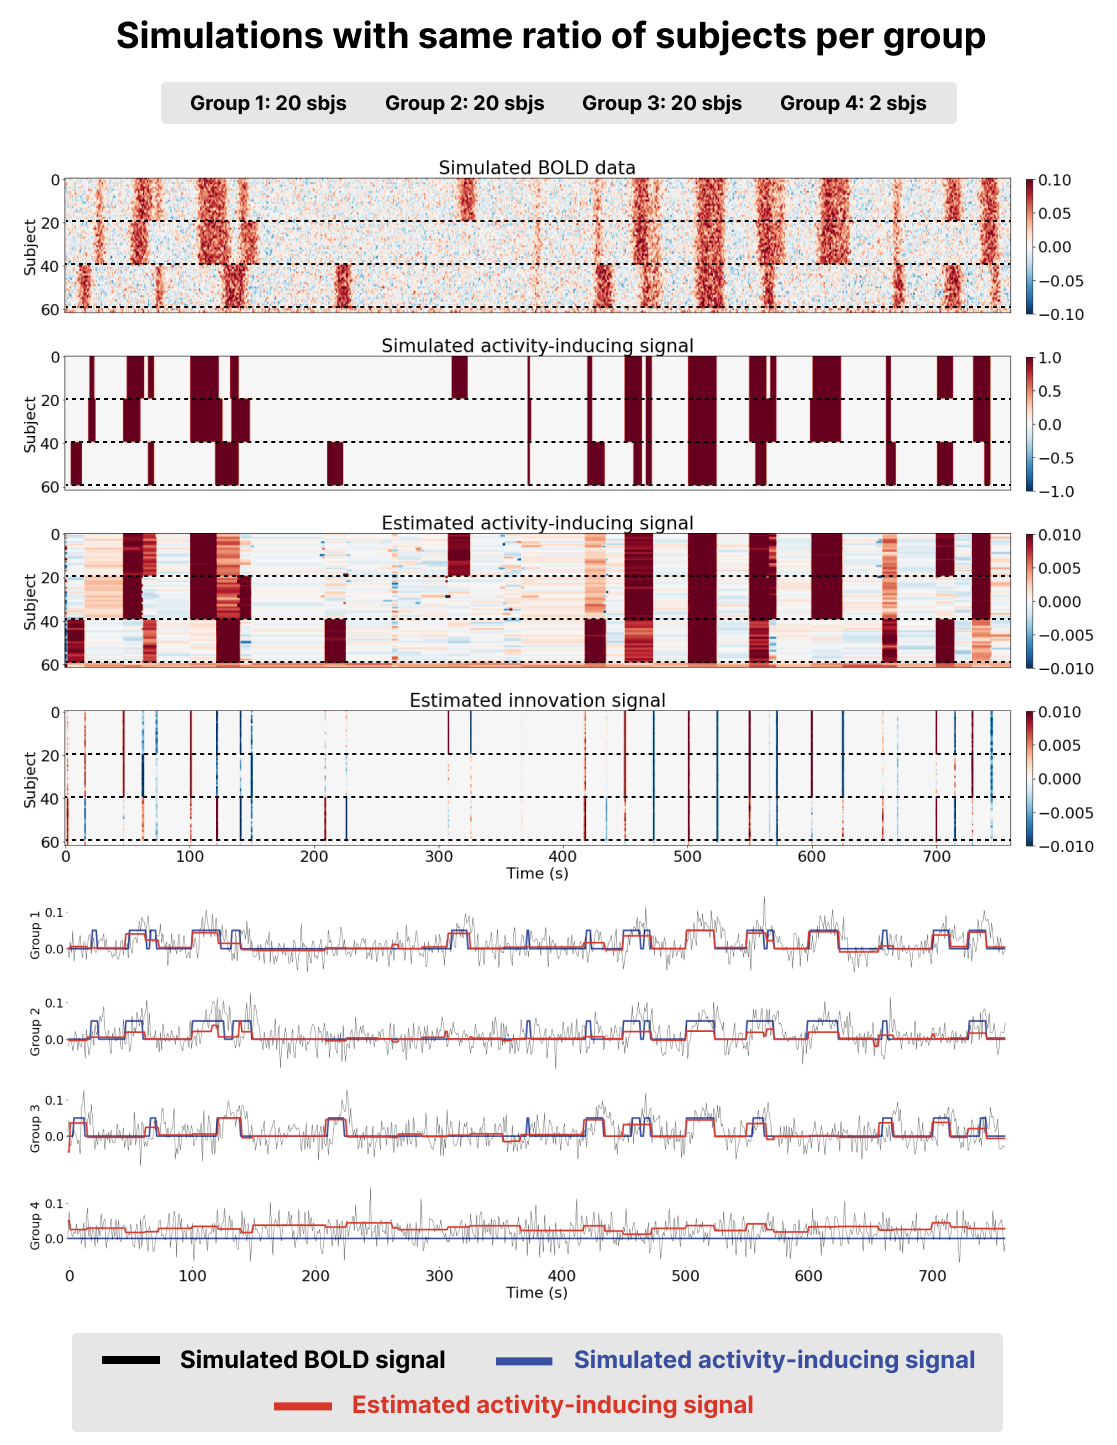 Simulations with same ratio of subjects per group
Group 1: 20 sbjs Group 2: 20 sbjs Group 3: 20 sbjs Group 4: 2 sbjs
Simulated BOLD data
Subject
0
20
40
60
0.10
0.05
0.00
−0.05
−0.10
Simulated activity-inducing signal
Subject
0
20
40
60
1.0
0.5
0.0
−0.5
−1.0
Estimated activity-inducing signal
Subject
0
20
40
60
0.010
0.005
0.000
−0.005
−0.010
Estimated innovation signal
Subject
0
20
40
60
0.010
0.005
0.000
−0.005
−0.010
0 100 200 300 400 500 600 700
Time (s)
Group 1
0.1
0.0
Group 2
0.1
0.0
Group 3
0.1
0.0
Group 4
0.1
0.0
0 100 200 300 400 500 600 700
Time (s)
Simulated BOLD signal Simulated activity-inducing signal
Estimated activity-inducing signal